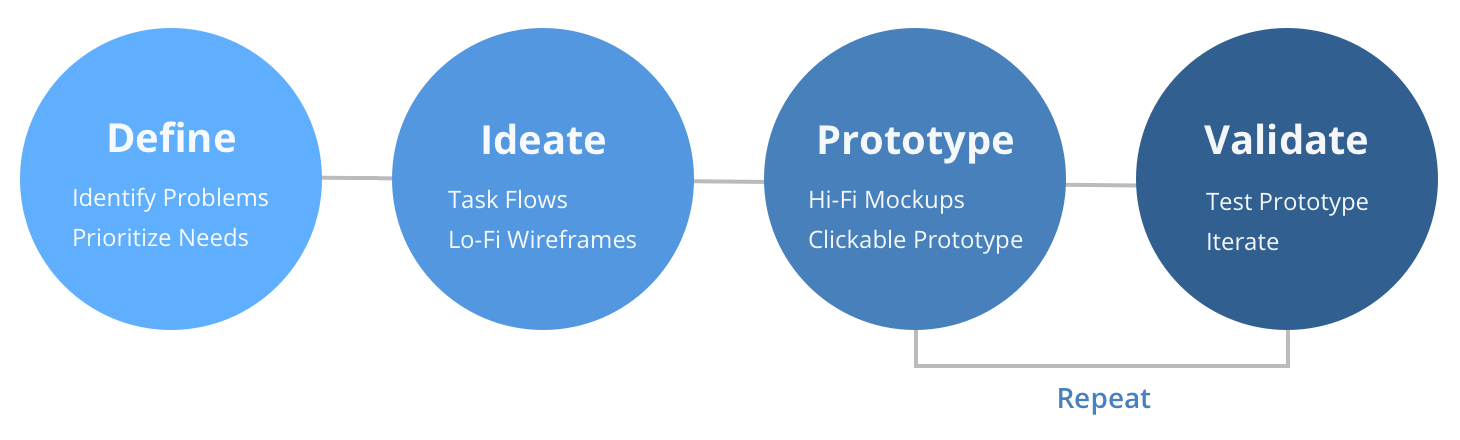 Define
Identify Problems
Prioritize Needs
Ideate
Task Flows
Lo-Fi Wireframes
Prototype
Hi-Fi Mockups
Clickable Prototype
Validate
Test Prototype
Iterate
Repeat